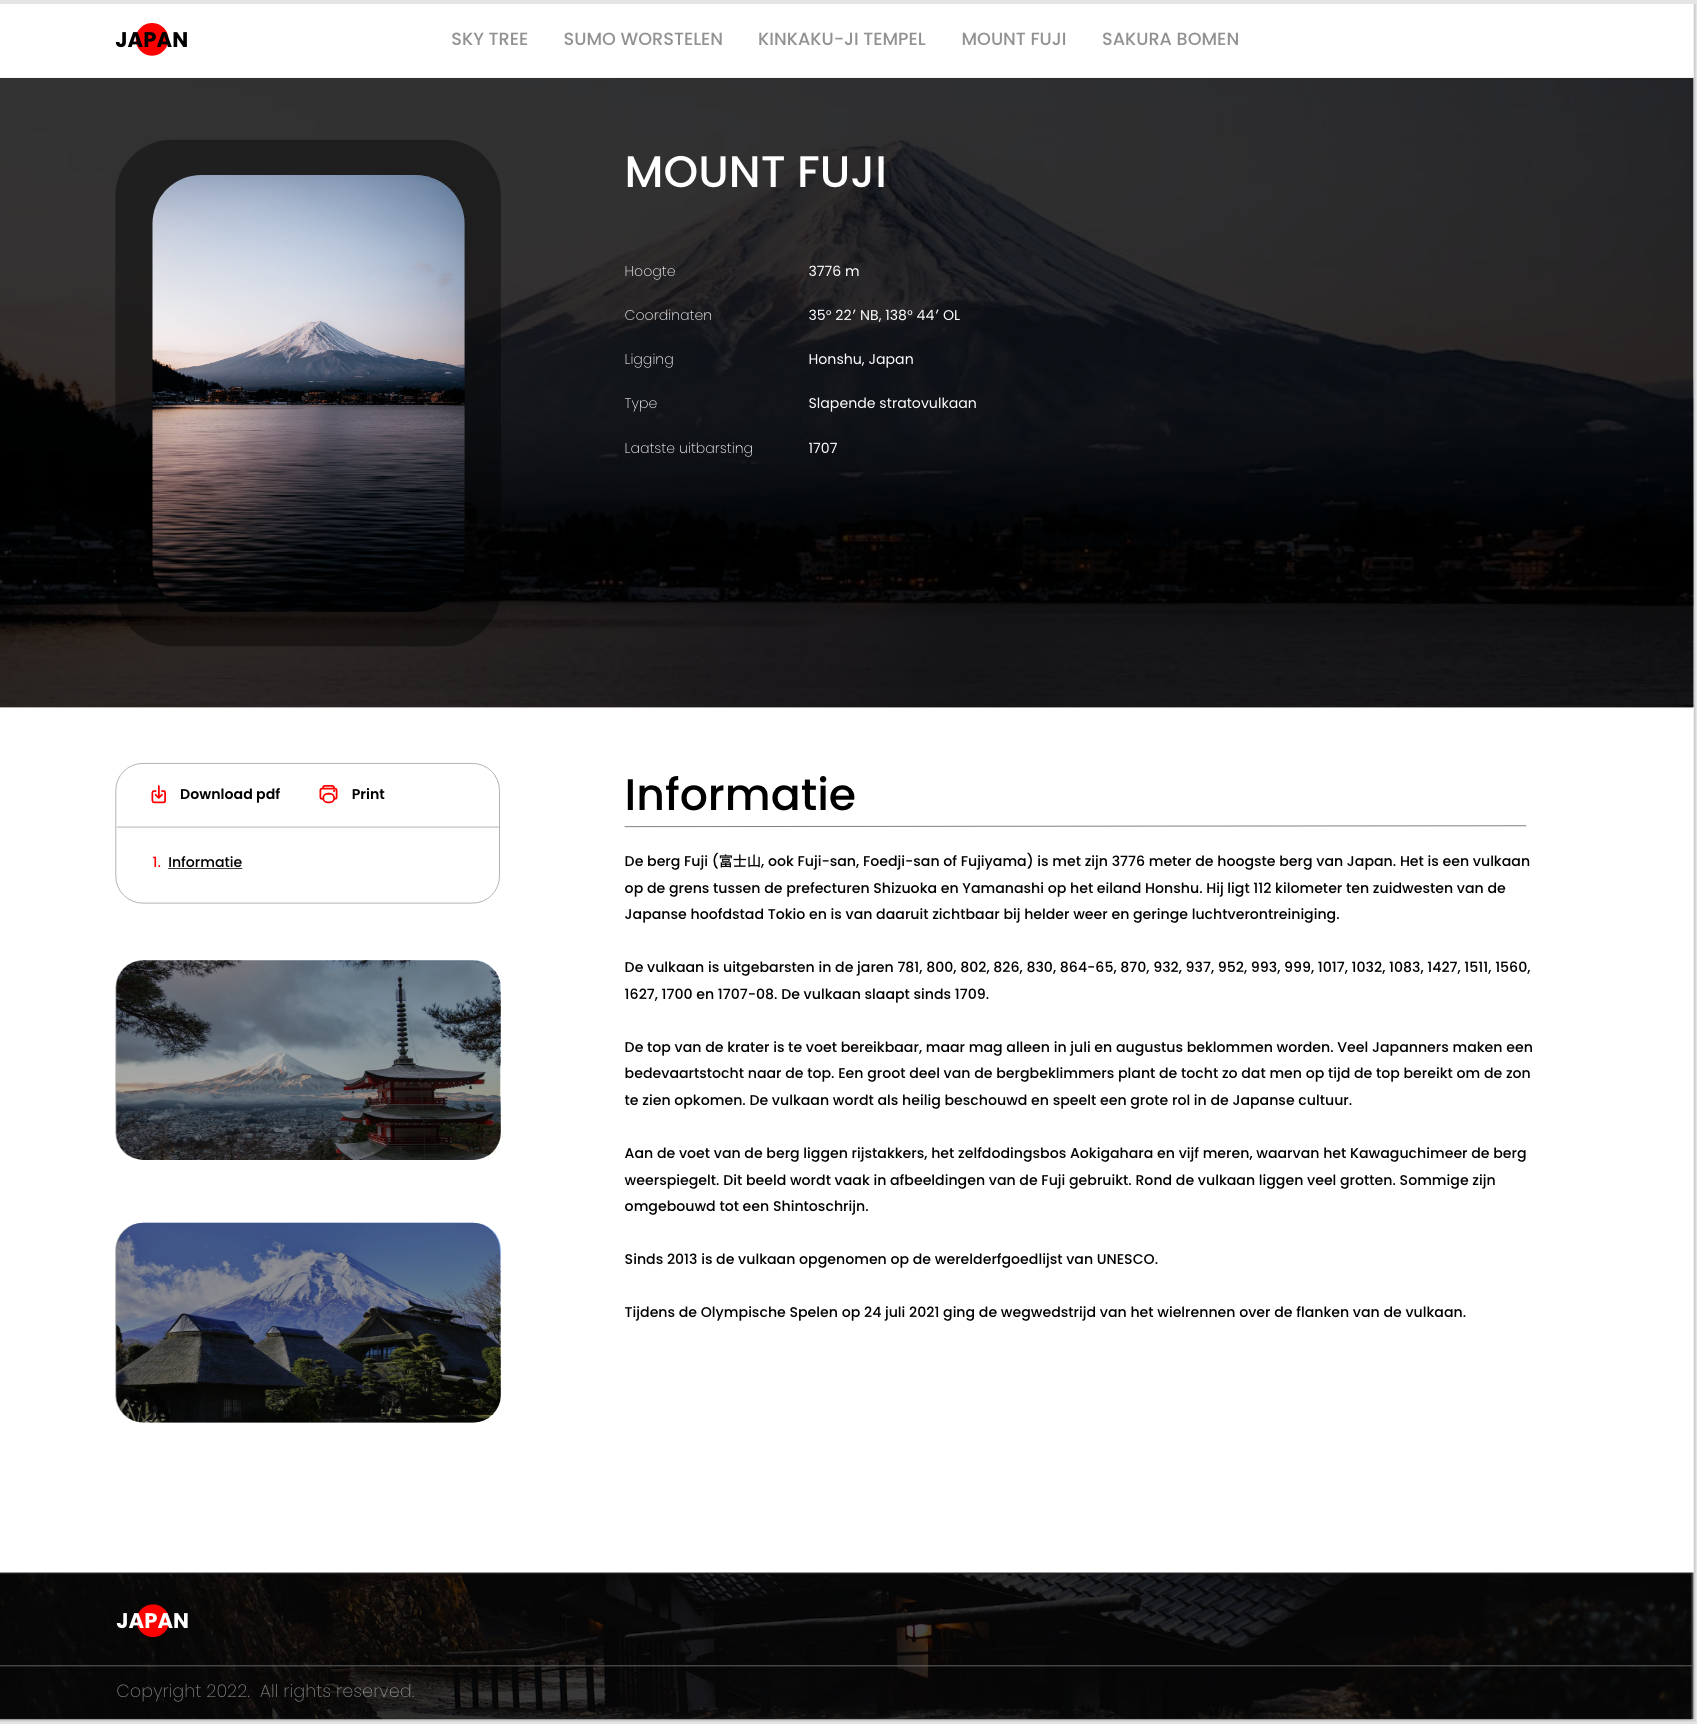 JAPAN
SKY TREE
SUMO WORSTELEN
KINKAKU-JI TEMPEL
MOUNT FUJI
SAKURA BOMEN
MOUNT FUJI
Hoogte 3776 m
Coordinaten 35° 22′ NB, 138° 44′ OL
Ligging Honshu, Japan
Type Slapende stratovulkaan
Laatste uitbarsting 1707
Download pdf
Print
1. Informatie
Informatie
De berg Fuji (富士山, ook Fuji-san, Foedji-san of Fujiyama) is met zijn 3776 meter de hoogste berg van Japan. Het is een vulkaan
op de grens tussen de prefecturen Shizuoka en Yamanashi op het eiland Honshu. Hij ligt 112 kilometer ten zuidwesten van de
Japanse hoofdstad Tokio en is van daaruit zichtbaar bij helder weer en geringe luchtverontreiniging.
De vulkaan is uitgebarsten in de jaren 781, 800, 802, 826, 830, 864-65, 870, 932, 937, 952, 993, 999, 1017, 1032, 1083, 1427, 1511, 1560,
1627, 1700 en 1707-08. De vulkaan slaapt sinds 1709.
De top van de krater is te voet bereikbaar, maar mag alleen in juli en augustus beklommen worden. Veel Japanners maken een
bedevaartstocht naar de top. Een groot deel van de bergbeklimmers plant de tocht zo dat men op tijd de top bereikt om de zon
te zien opkomen. De vulkaan wordt als heilig beschouwd en speelt een grote rol in de Japanse cultuur.
Aan de voet van de berg liggen rijstakkers, het zelfdodingsbos Aokigahara en vijf meren, waarvan het Kawaguchimeer de berg
weerspiegelt. Dit beeld wordt vaak in afbeeldingen van de Fuji gebruikt. Rond de vulkaan liggen veel grotten. Sommige zijn
omgebouwd tot een Shintoschrijn.
Sinds 2013 is de vulkaan opgenomen op de werelderfgoedlijst van UNESCO.
Tijdens de Olympische Spelen op 24 juli 2021 ging de wegwedstrijd van het wielrennen over de flanken van de vulkaan.
JAPAN
Copyright 2022. All rights reserved.